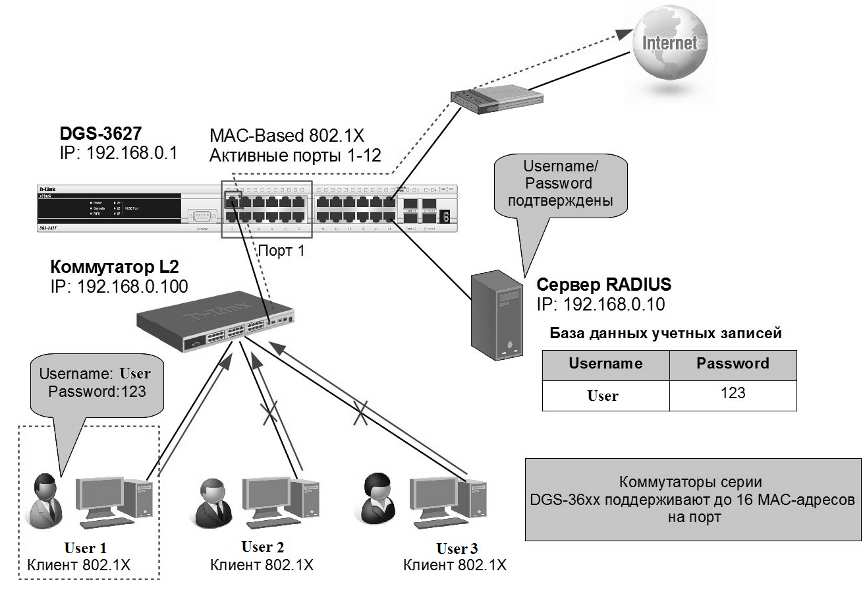 Internet
DGS-3627
IP: 192.168.0.1
MAC-Based 802.1X
Активные порты 1-12
Username/
Password
подтверждены
D-Link
Порт 1
Коммутатор L2
IP: 192.168.0.100
D-Link
Сервер RADIUS
IP: 192.168.0.10
База данных учетных записей
Username Password
User 123
Username: User
Password:123
Коммутаторы серии
DGS-36xx поддерживают до 16 MAC-адресов
на порт
User 1
Клиент 802.1X
User 2
Клиент 802.1X
User 3
Клиент 802.1X